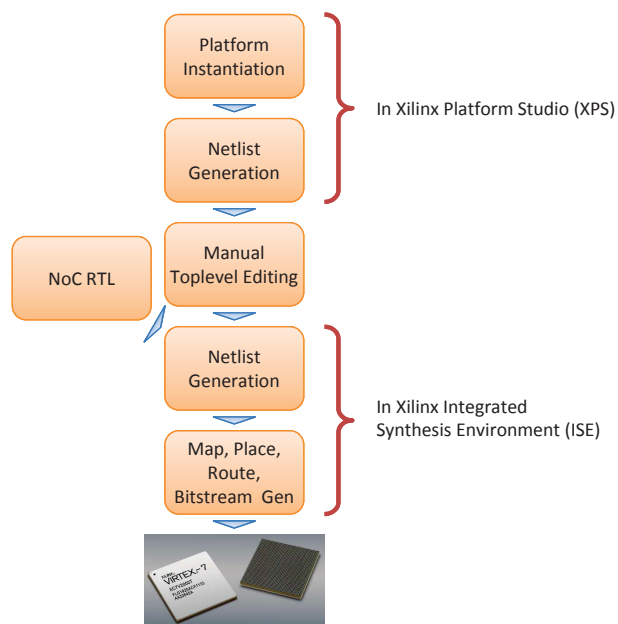 Platform
Instantiation
In Xilinx Platform Studio (XPS)
Netlist
Generation
Manual
Toplevel Editing
NoC RTL
Netlist
Generation
In Xilinx Integrated
Synthesis Environment (ISE)
Map, Place,
Route,
Bitstream Gen
VIRTEX-7